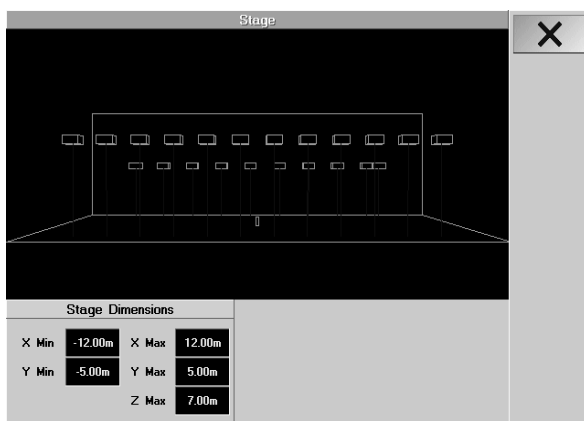 Stage
Stage Dimensions
X Min -12.00m X Max 12.00m
Y Min -5.00m Y Max 5.00m
Z Max 7.00m